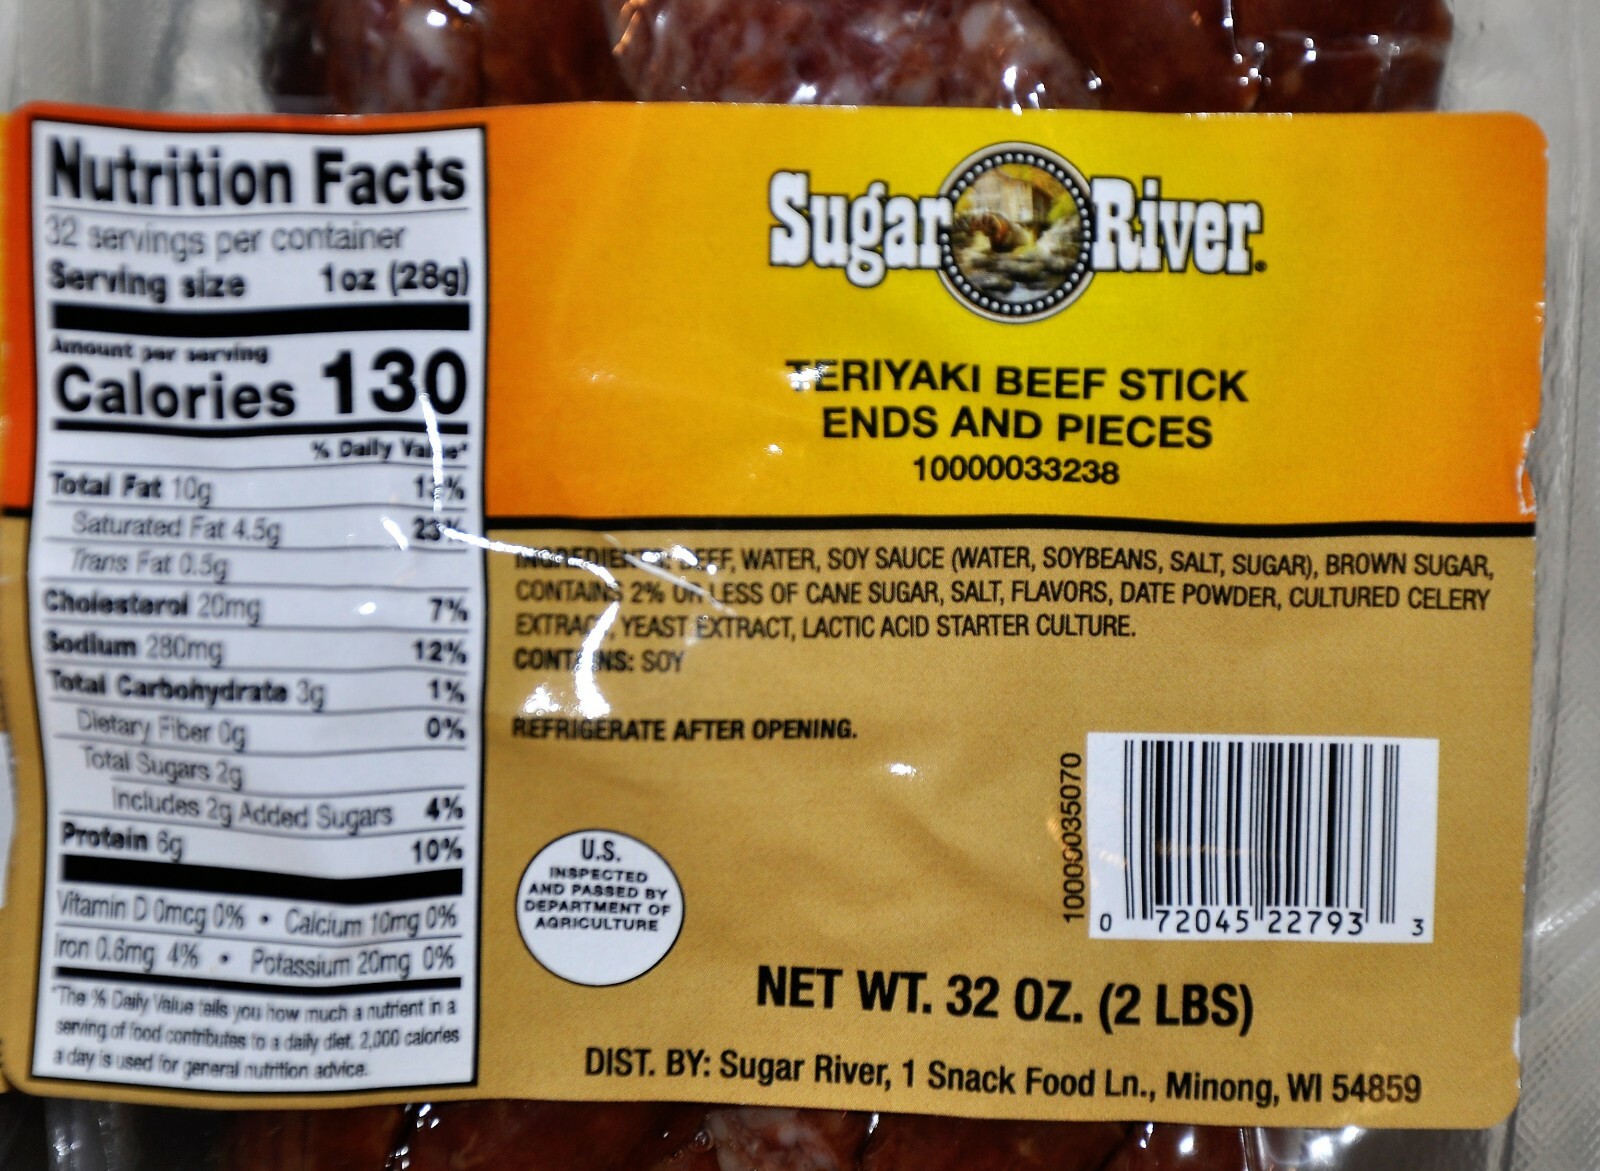 Nutrition Facts
32 servings per container
Serving size 1oz (28g)
Amount per serving
Calories 130
% Daily Value*
Total Fat 10g 13%
Saturated Fat 4.5g 23%
Trans Fat 0.5g
Cholesterol 20mg 7%
Sodium 280mg 12%
Total Carbohydrate 3g 1%
Dietary Fiber 0g 0%
Total Sugars 2g
Includes 2g Added Sugars 4%
Protein 6g 10%
Vitamin D 0mcg 0% • Calcium 10mg 0%
Iron 0.6mg 4% • Potassium 20mg 0%
*The % Daily Value tells you how much a nutrient in a
serving of food contributes to a daily diet. 2,000 calories
a day is used for general nutrition advice.
Sugar River®
TERIYAKI BEEF STICK
ENDS AND PIECES
10000033238
INGREDIENTS: BEEF, WATER, SOY SAUCE (WATER, SOYBEANS, SALT, SUGAR), BROWN SUGAR,
CONTAINS 2% OR LESS OF CANE SUGAR, SALT, FLAVORS, DATE POWDER, CULTURED CELERY
EXTRACT, YEAST EXTRACT, LACTIC ACID STARTER CULTURE.
CONTAINS: SOY
REFRIGERATE AFTER OPENING.
U.S.
INSPECTED
AND PASSED BY
DEPARTMENT OF
AGRICULTURE
10000035070
0 72045 22793 3
NET WT. 32 OZ. (2 LBS)
DIST. BY: Sugar River, 1 Snack Food Ln., Minong, WI 54859